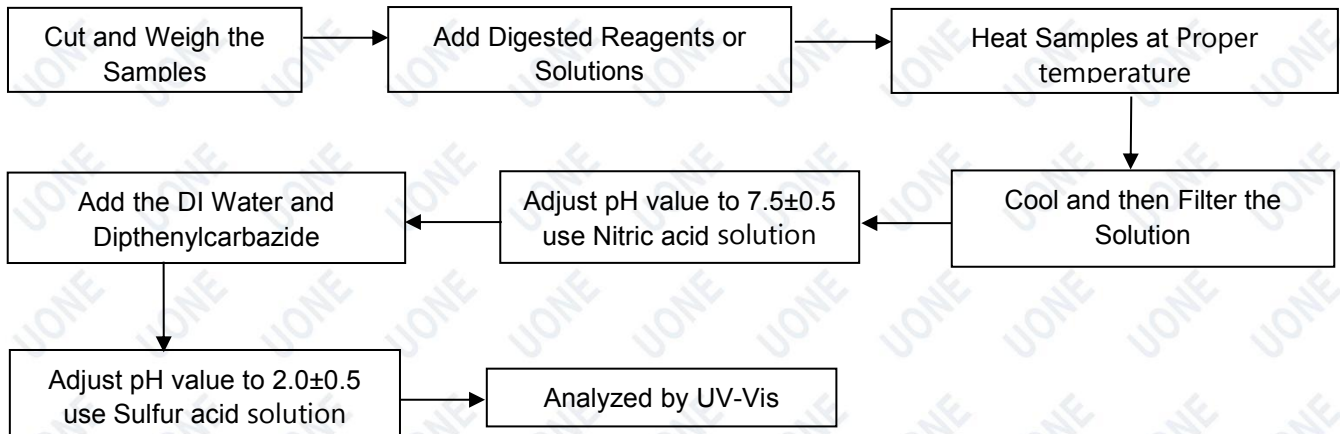 Cut and Weigh the
Samples
Add Digested Reagents or
Solutions
Heat Samples at Proper
temperature
Cool and then Filter the
Solution
Adjust pH value to 7.5±0.5
use Nitric acid solution
Add the DI Water and
Dipthenylcarbazide
Adjust pH value to 2.0±0.5
use Sulfur acid solution
Analyzed by UV-Vis
UONE